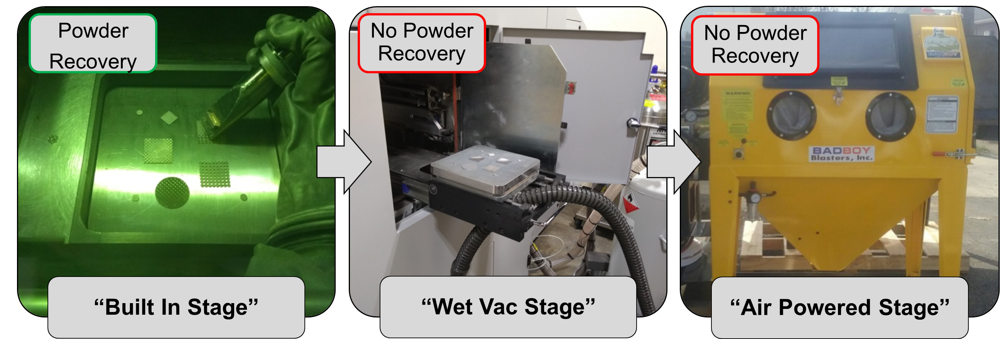 Powder
Recovery
No Powder
Recovery
No Powder
Recovery
WARNING
BADBOY
Blasters, Inc.
“Built In Stage”
“Wet Vac Stage”
“Air Powered Stage”